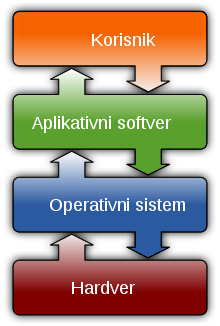 Korisnik
Aplikativni softver
Operativni sistem
Hardver